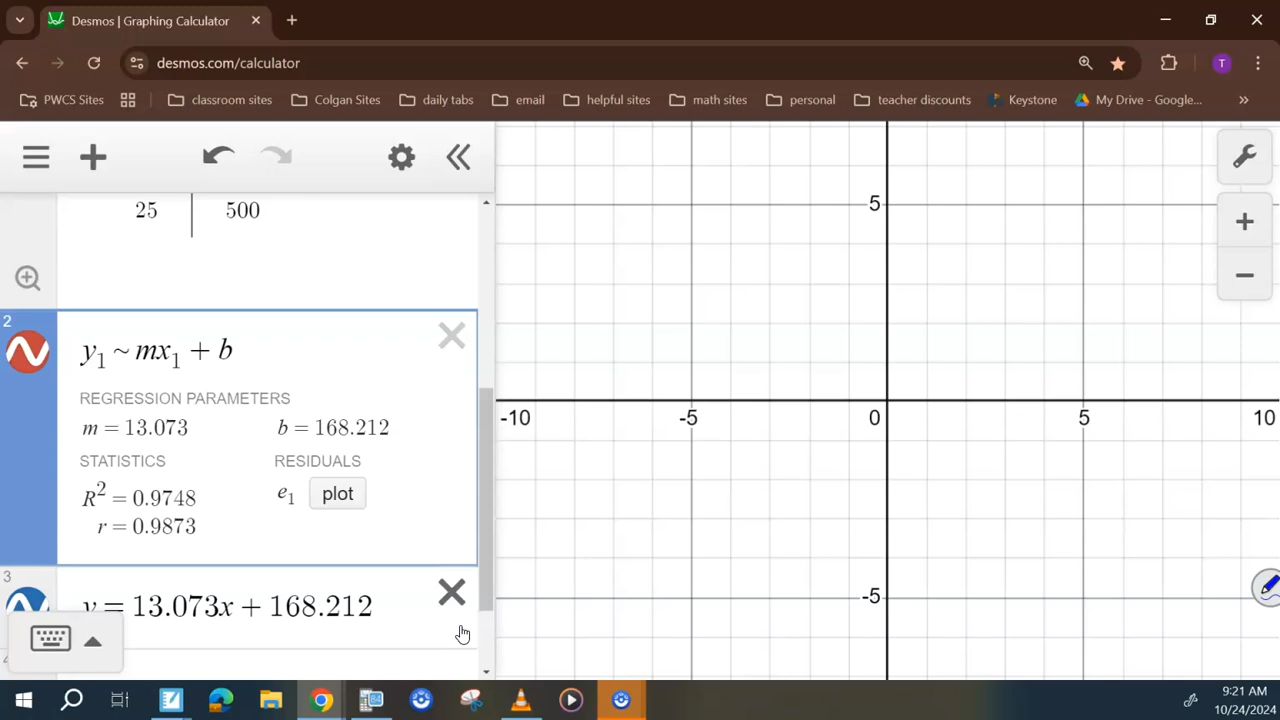 Desmos | Graphing Calculator
desmos.com/calculator
T
PWCS Sites
classroom sites
Colgan Sites
daily tabs
email
helpful sites
math sites
personal
teacher discounts
Keystone
My Drive - Google...
25 500
2
y₁ ~ mx₁ + b
REGRESSION PARAMETERS
m = 13.073 b = 168.212
STATISTICS RESIDUALS
R² = 0.9748 e₁ plot
r = 0.9873
3
y = 13.073x + 168.212
4
5
-10 -5 0 5 10
-5
9:21 AM
10/24/2024